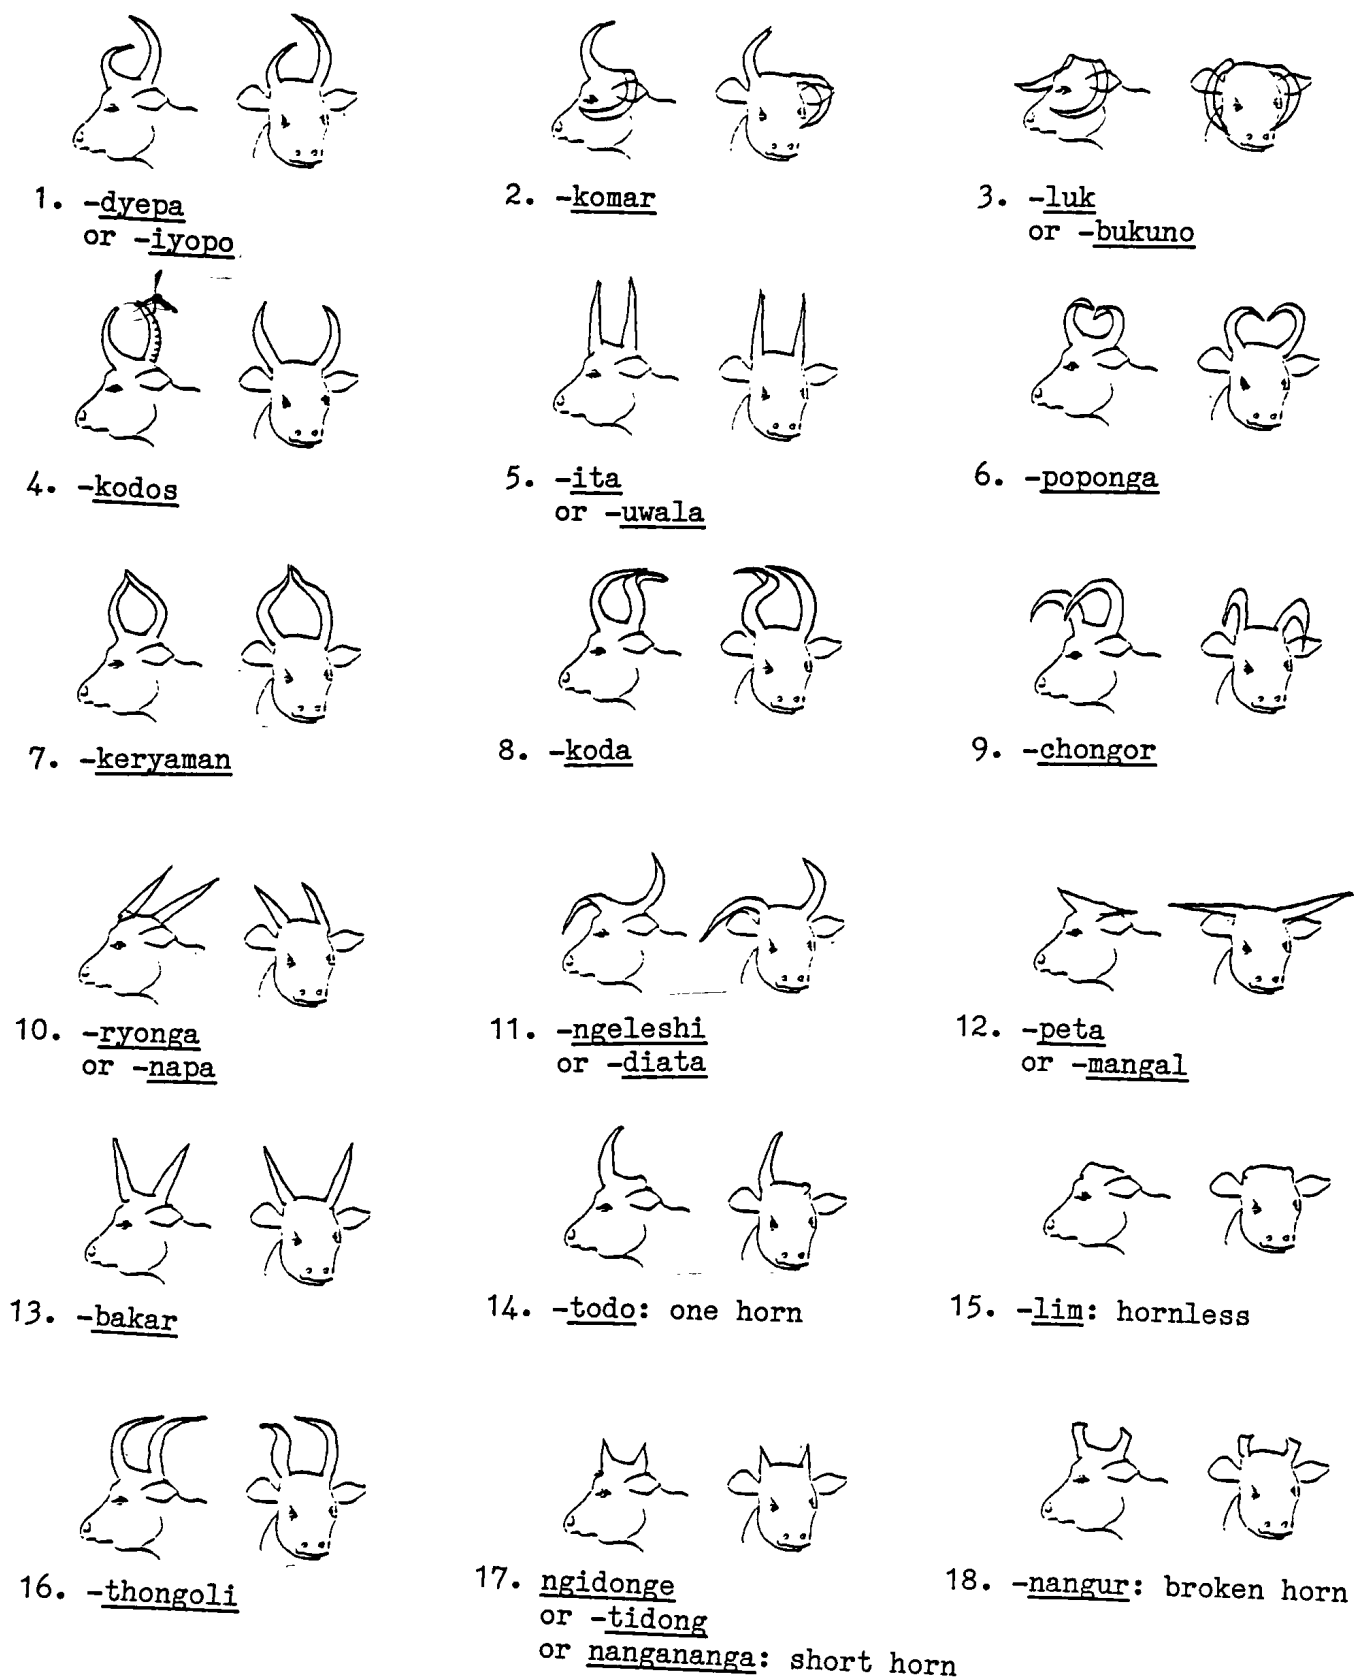 1. -dyepa
or -iyopo
2. -komar
3. -luk
or -bukuno
4. -kodos
5. -ita
or -uwala
6. -poponga
7. -keryaman
8. -koda
9. -chongor
10. -ryonga
or -napa
11. -ngeleshi
or -diata
12. -peta
or -mangal
13. -bakar
14. -todo: one horn
15. -lim: hornless
16. -thongoli
17. ngidonge
or -tidong
or nangananga: short horn
18. -nangur: broken horn